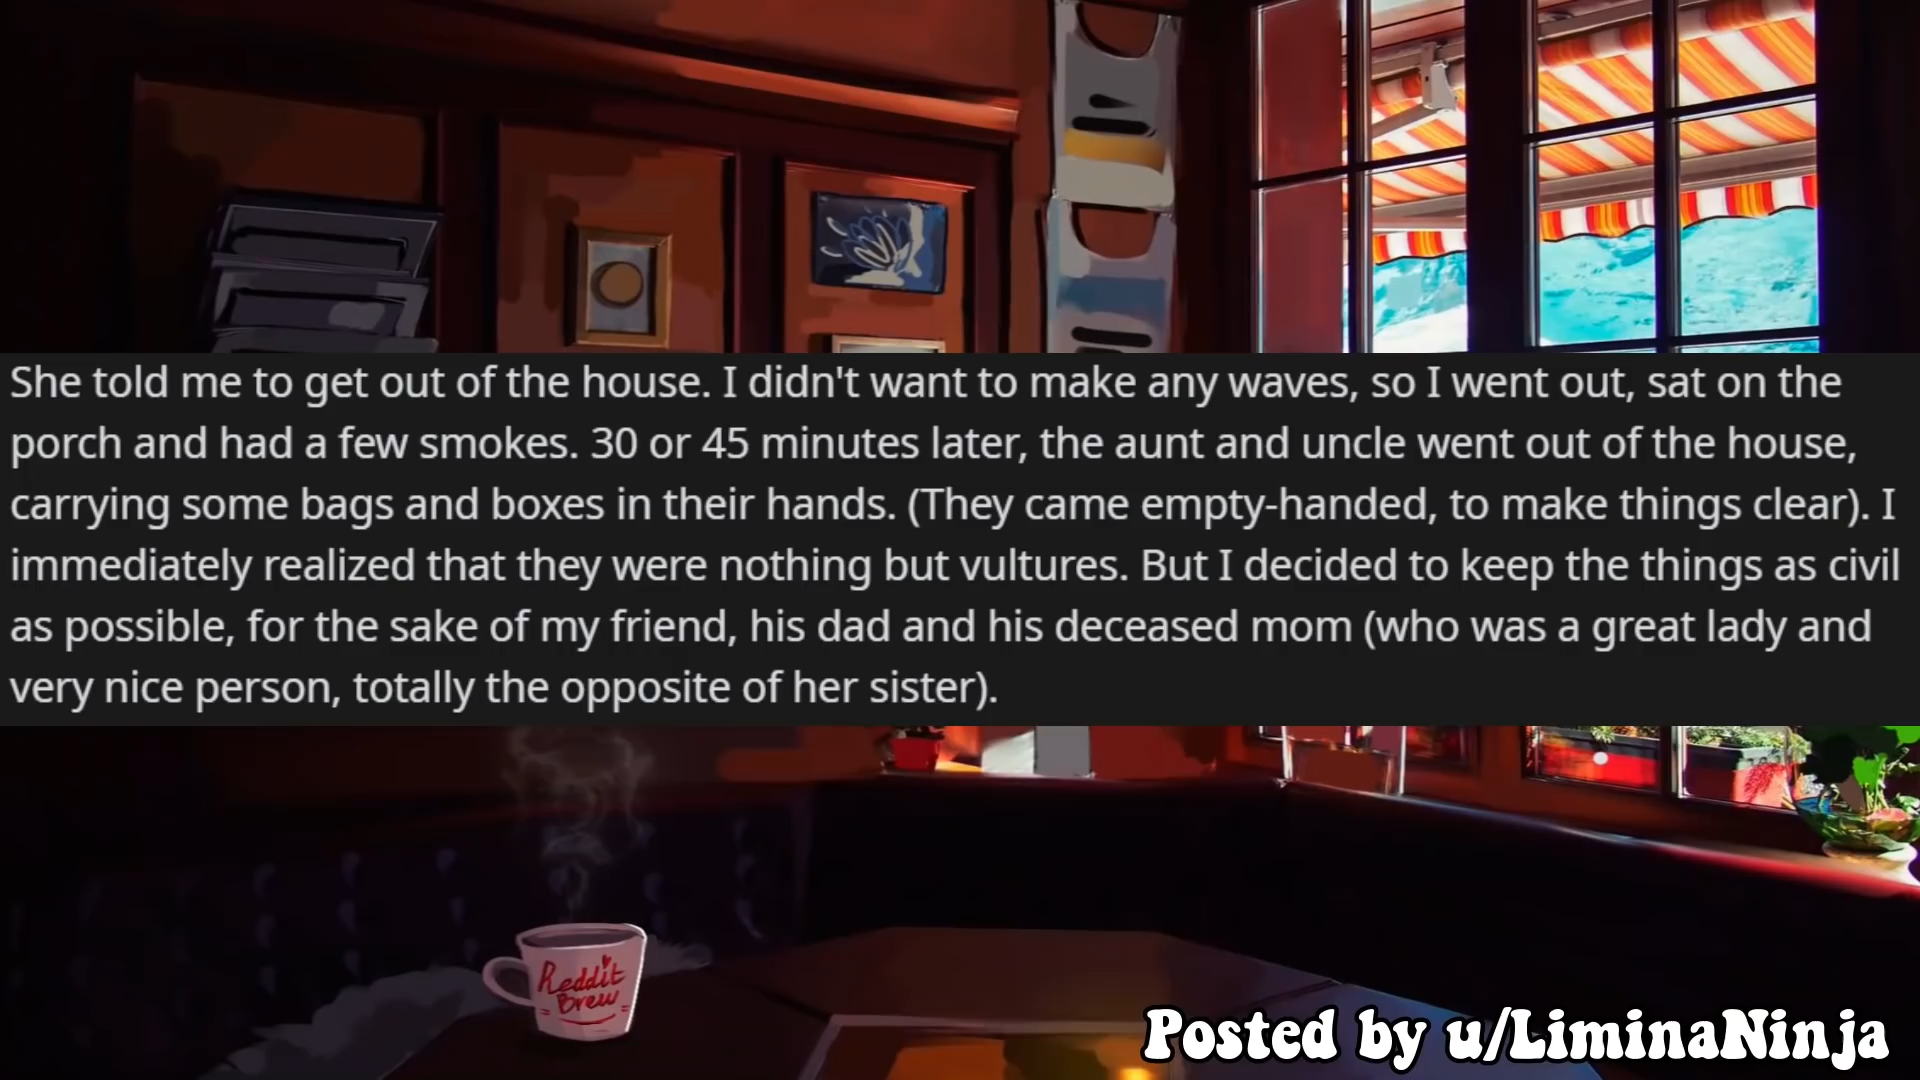 She told me to get out of the house. I didn't want to make any waves, so I went out, sat on the
porch and had a few smokes. 30 or 45 minutes later, the aunt and uncle went out of the house,
carrying some bags and boxes in their hands. (They came empty-handed, to make things clear). I
immediately realized that they were nothing but vultures. But I decided to keep the things as civil
as possible, for the sake of my friend, his dad and his deceased mom (who was a great lady and
very nice person, totally the opposite of her sister).
Reddit
Brew
Posted by u/LiminaNinja